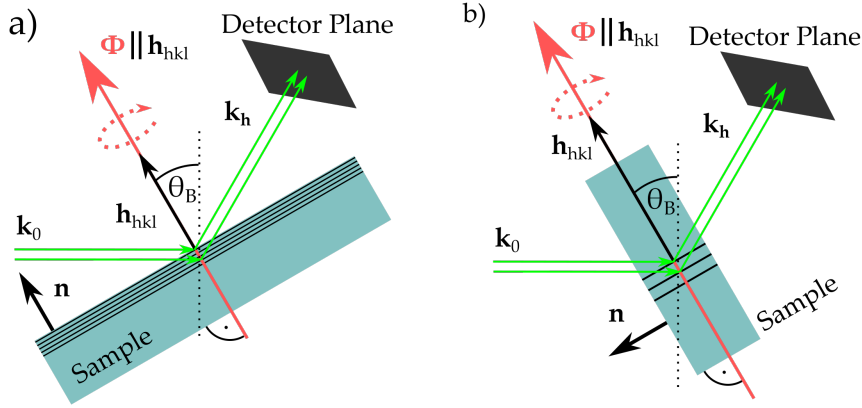 a)
Φ||h_hkl
Detector Plane
k_h
θ_B
h_hkl
k_0
n
Sample
b)
Φ||h_hkl
Detector Plane
k_h
h_hkl
θ_B
k_0
n
Sample